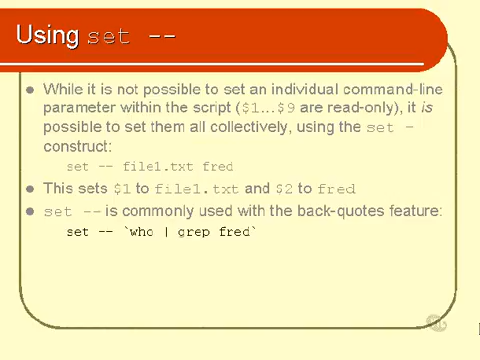 Using set --
While it is not possible to set an individual command-line
parameter within the script ($1...$9 are read-only), it is
possible to set them all collectively, using the set -
construct:
set -- file1.txt fred
This sets $1 to file1.txt and $2 to fred
set -- is commonly used with the back-quotes feature:
set -- `who | grep fred`